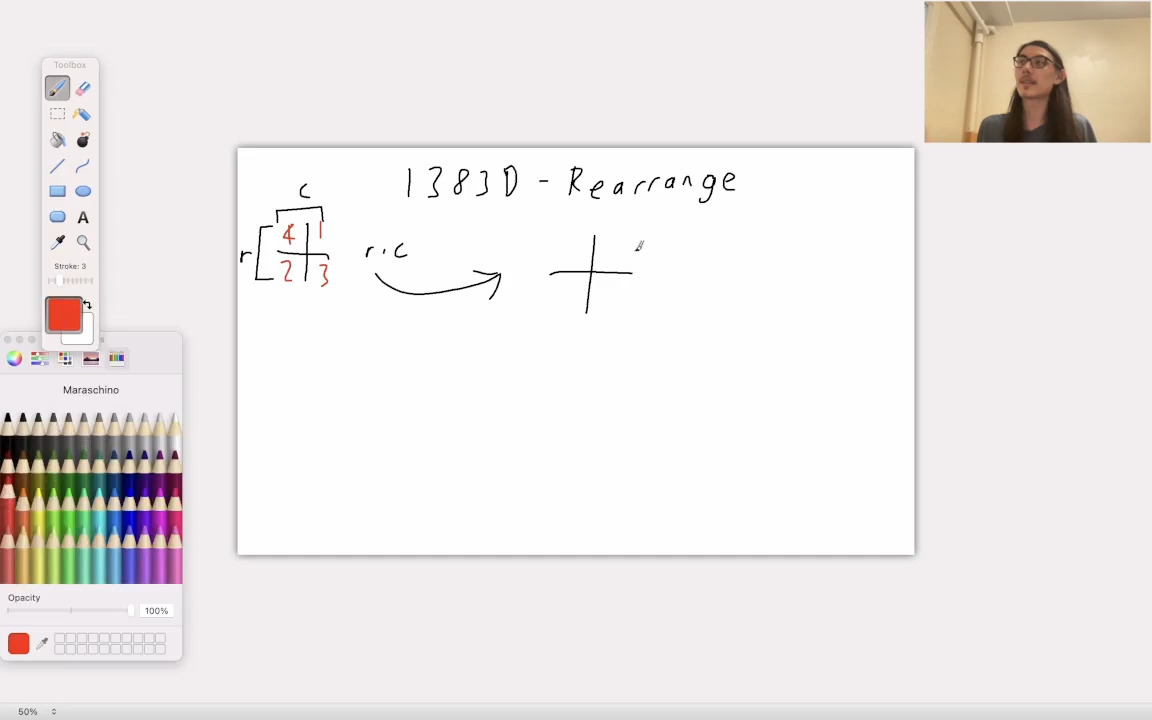 Toolbox
1383D - Rearrange
c
4 1
r
r.c
2 3
A
Stroke: 3
Maraschino
Opacity
100%
50%